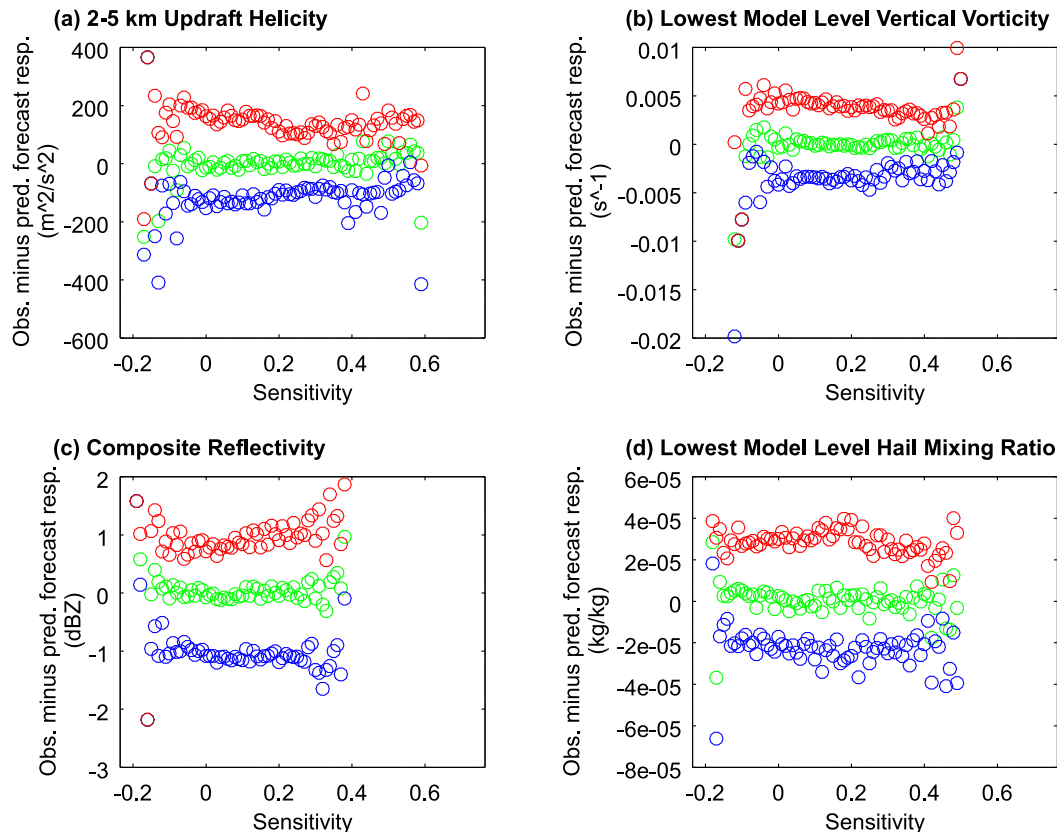 (a) 2-5 km Updraft Helicity
Obs. minus pred. forecast resp.
(m^2/s^2)
400
200
0
-200
-400
-600
-0.2 0 0.2 0.4 0.6
Sensitivity
(b) Lowest Model Level Vertical Vorticity
Obs. minus pred. forecast resp.
(s^-1)
0.01
0.005
0
-0.005
-0.01
-0.015
-0.02
-0.2 0 0.2 0.4 0.6
Sensitivity
(c) Composite Reflectivity
Obs. minus pred. forecast resp.
(dBZ)
2
1
0
-1
-2
-3
-0.2 0 0.2 0.4 0.6
Sensitivity
(d) Lowest Model Level Hail Mixing Ratio
Obs. minus pred. forecast resp.
(kg/kg)
6e-05
4e-05
2e-05
0
-2e-05
-4e-05
-6e-05
-8e-05
-0.2 0 0.2 0.4 0.6
Sensitivity